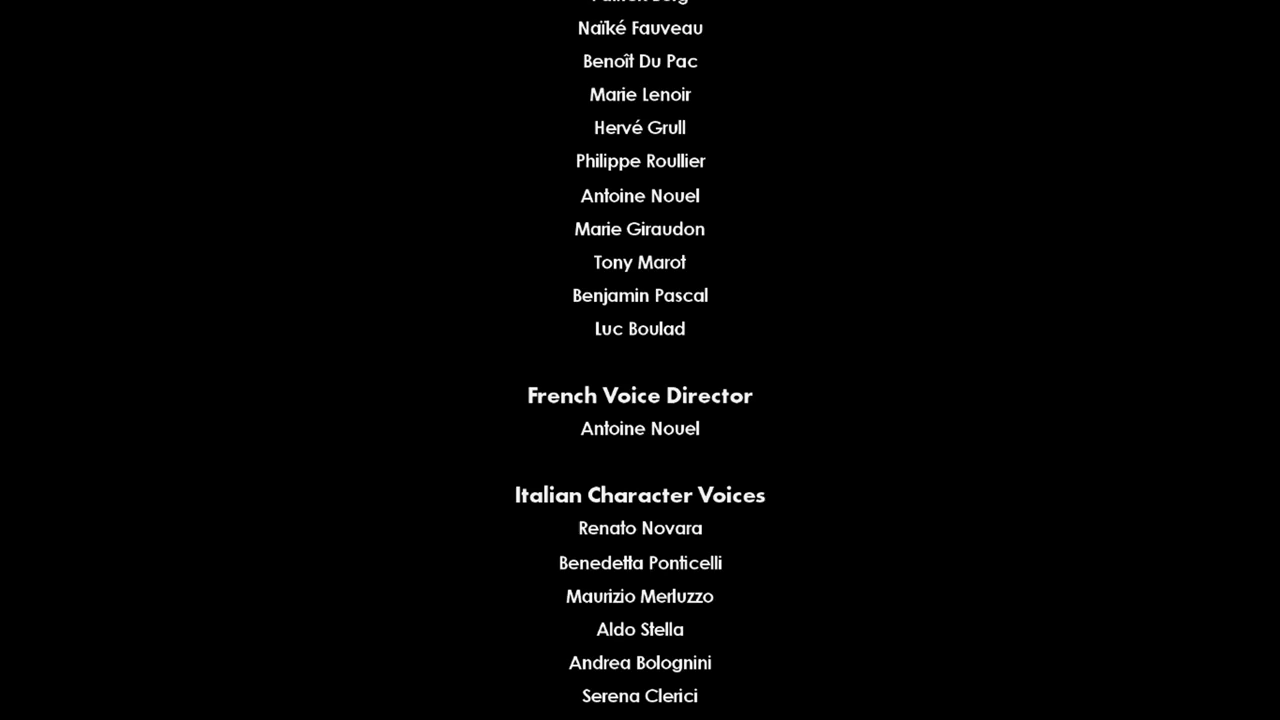 Naïké Fauveau
Benoît Du Pac
Marie Lenoir
Hervé Grull
Philippe Roullier
Antoine Nouel
Marie Giraudon
Tony Marot
Benjamin Pascal
Luc Boulad
French Voice Director
Antoine Nouel
Italian Character Voices
Renato Novara
Benedetta Ponticelli
Maurizio Merluzzo
Aldo Stella
Andrea Bolognini
Serena Clerici